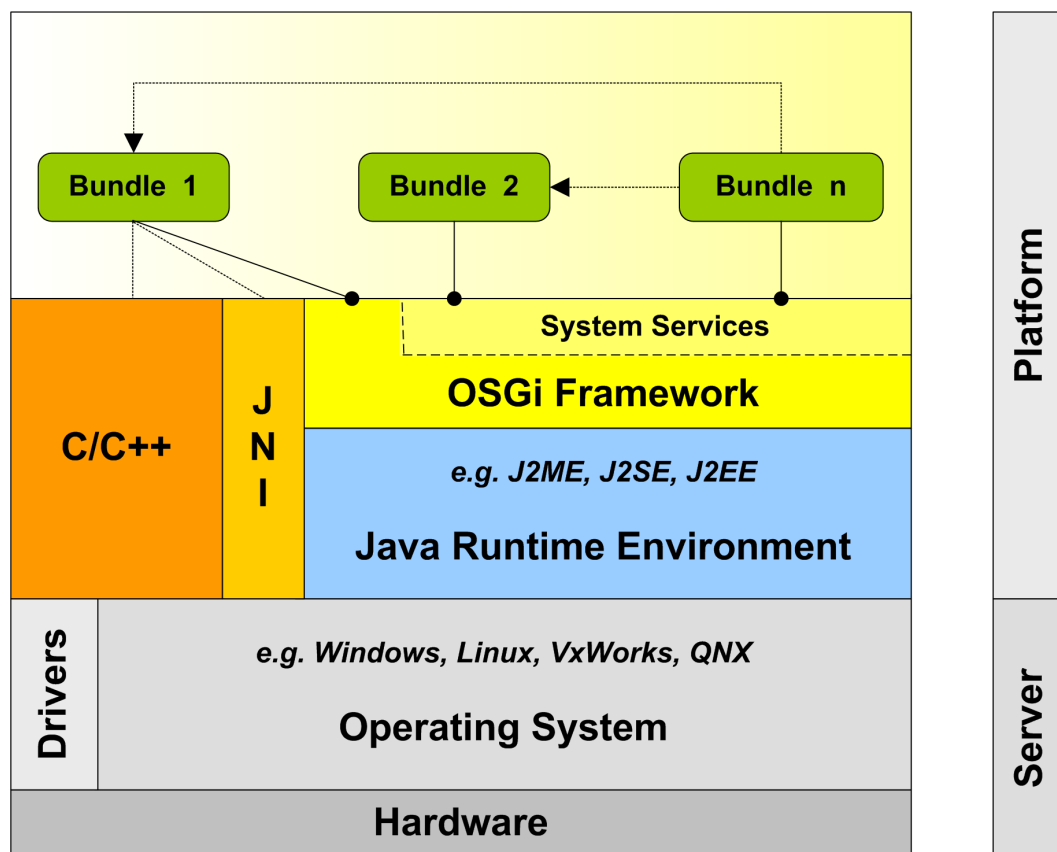 Bundle 1
Bundle 2
Bundle n
System Services
OSGi Framework
C/C++
J
N
I
e.g. J2ME, J2SE, J2EE
Java Runtime Environment
Drivers
e.g. Windows, Linux, VxWorks, QNX
Operating System
Hardware
Platform
Server